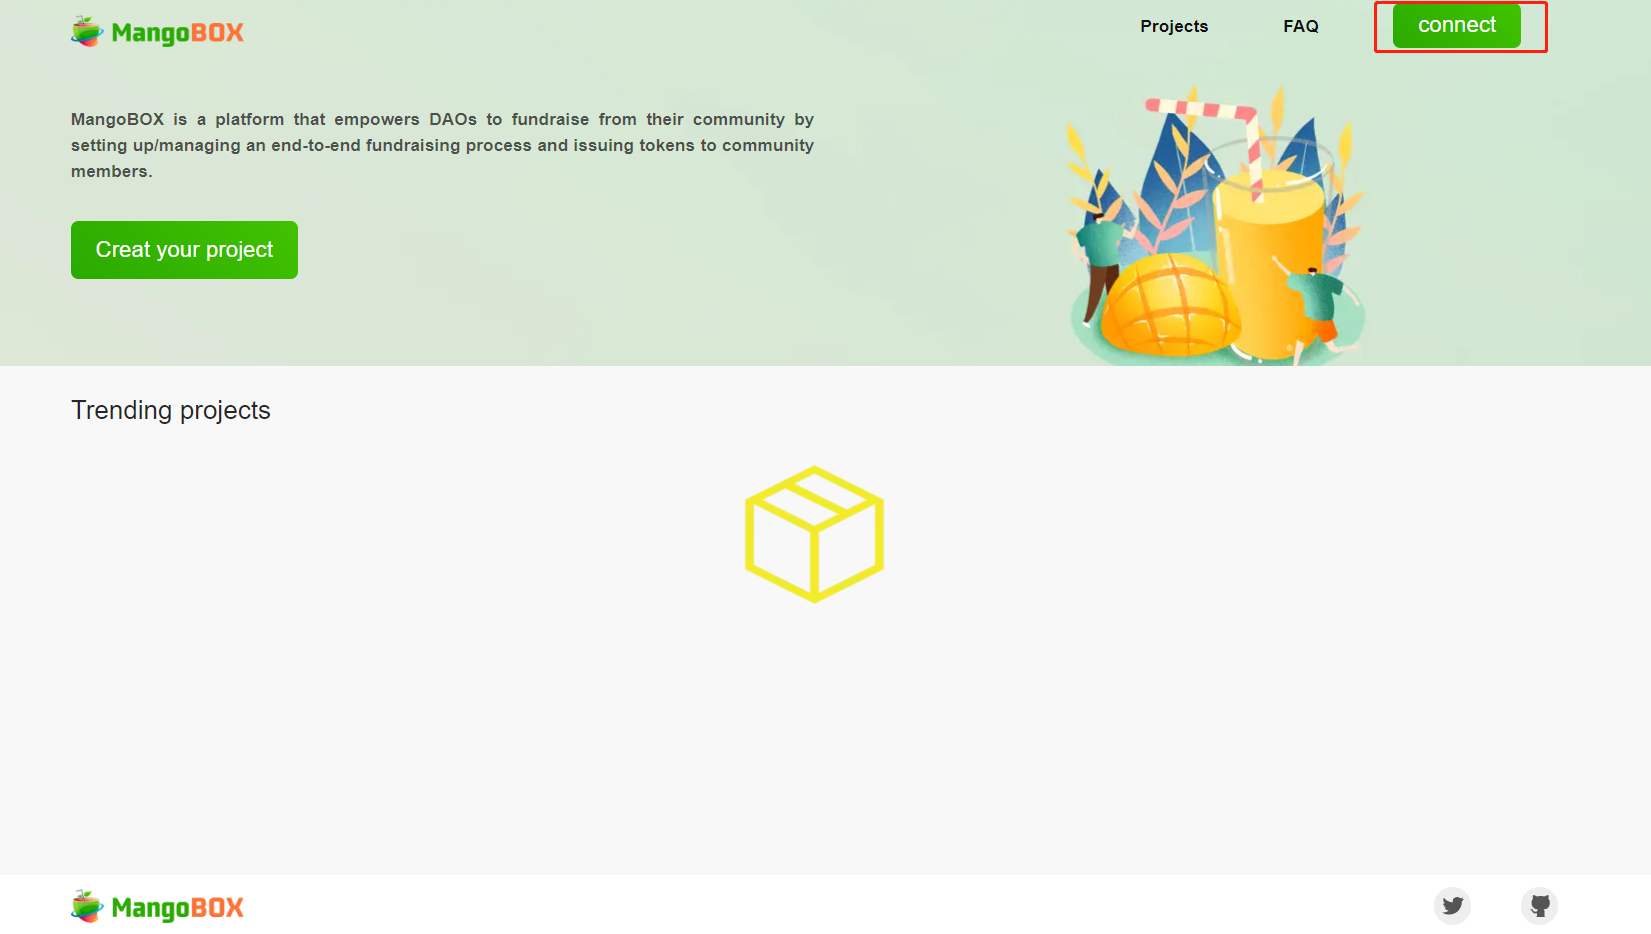 MangoBOX
Projects
FAQ
connect
MangoBOX is a platform that empowers DAOs to fundraise from their community by
setting up/managing an end-to-end fundraising process and issuing tokens to community
members.
Creat your project
Trending projects
MangoBOX